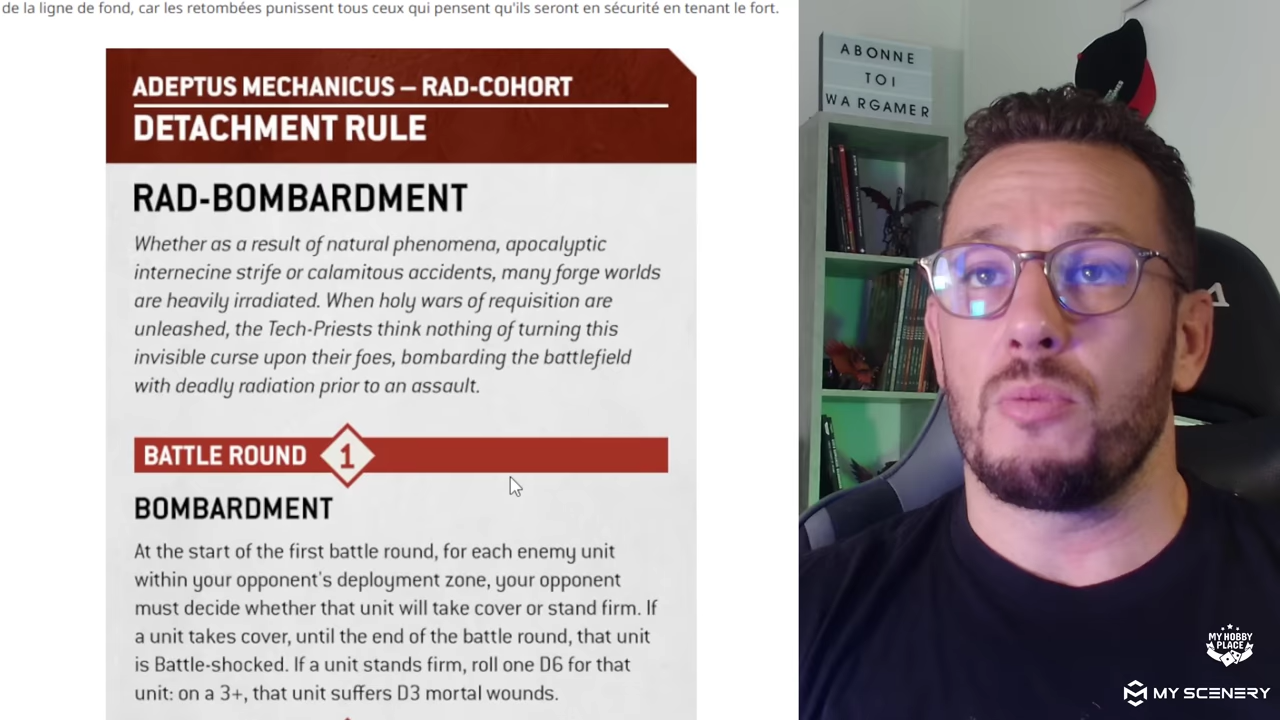 de la ligne de fond, car les retombées punissent tous ceux qui pensent qu'ils seront en sécurité en tenant le fort.
ADEPTUS MECHANICUS – RAD-COHORT
DETACHMENT RULE
RAD-BOMBARDMENT
Whether as a result of natural phenomena, apocalyptic
internecine strife or calamitous accidents, many forge worlds
are heavily irradiated. When holy wars of requisition are
unleashed, the Tech-Priests think nothing of turning this
invisible curse upon their foes, bombarding the battlefield
with deadly radiation prior to an assault.
BATTLE ROUND 1
BOMBARDMENT
At the start of the first battle round, for each enemy unit
within your opponent's deployment zone, your opponent
must decide whether that unit will take cover or stand firm. If
a unit takes cover, until the end of the battle round, that unit
is Battle-shocked. If a unit stands firm, roll one D6 for that
unit: on a 3+, that unit suffers D3 mortal wounds.
ABONNE
TOI
WARGAMER
MY HOBBY
PLACE
MY SCENERY